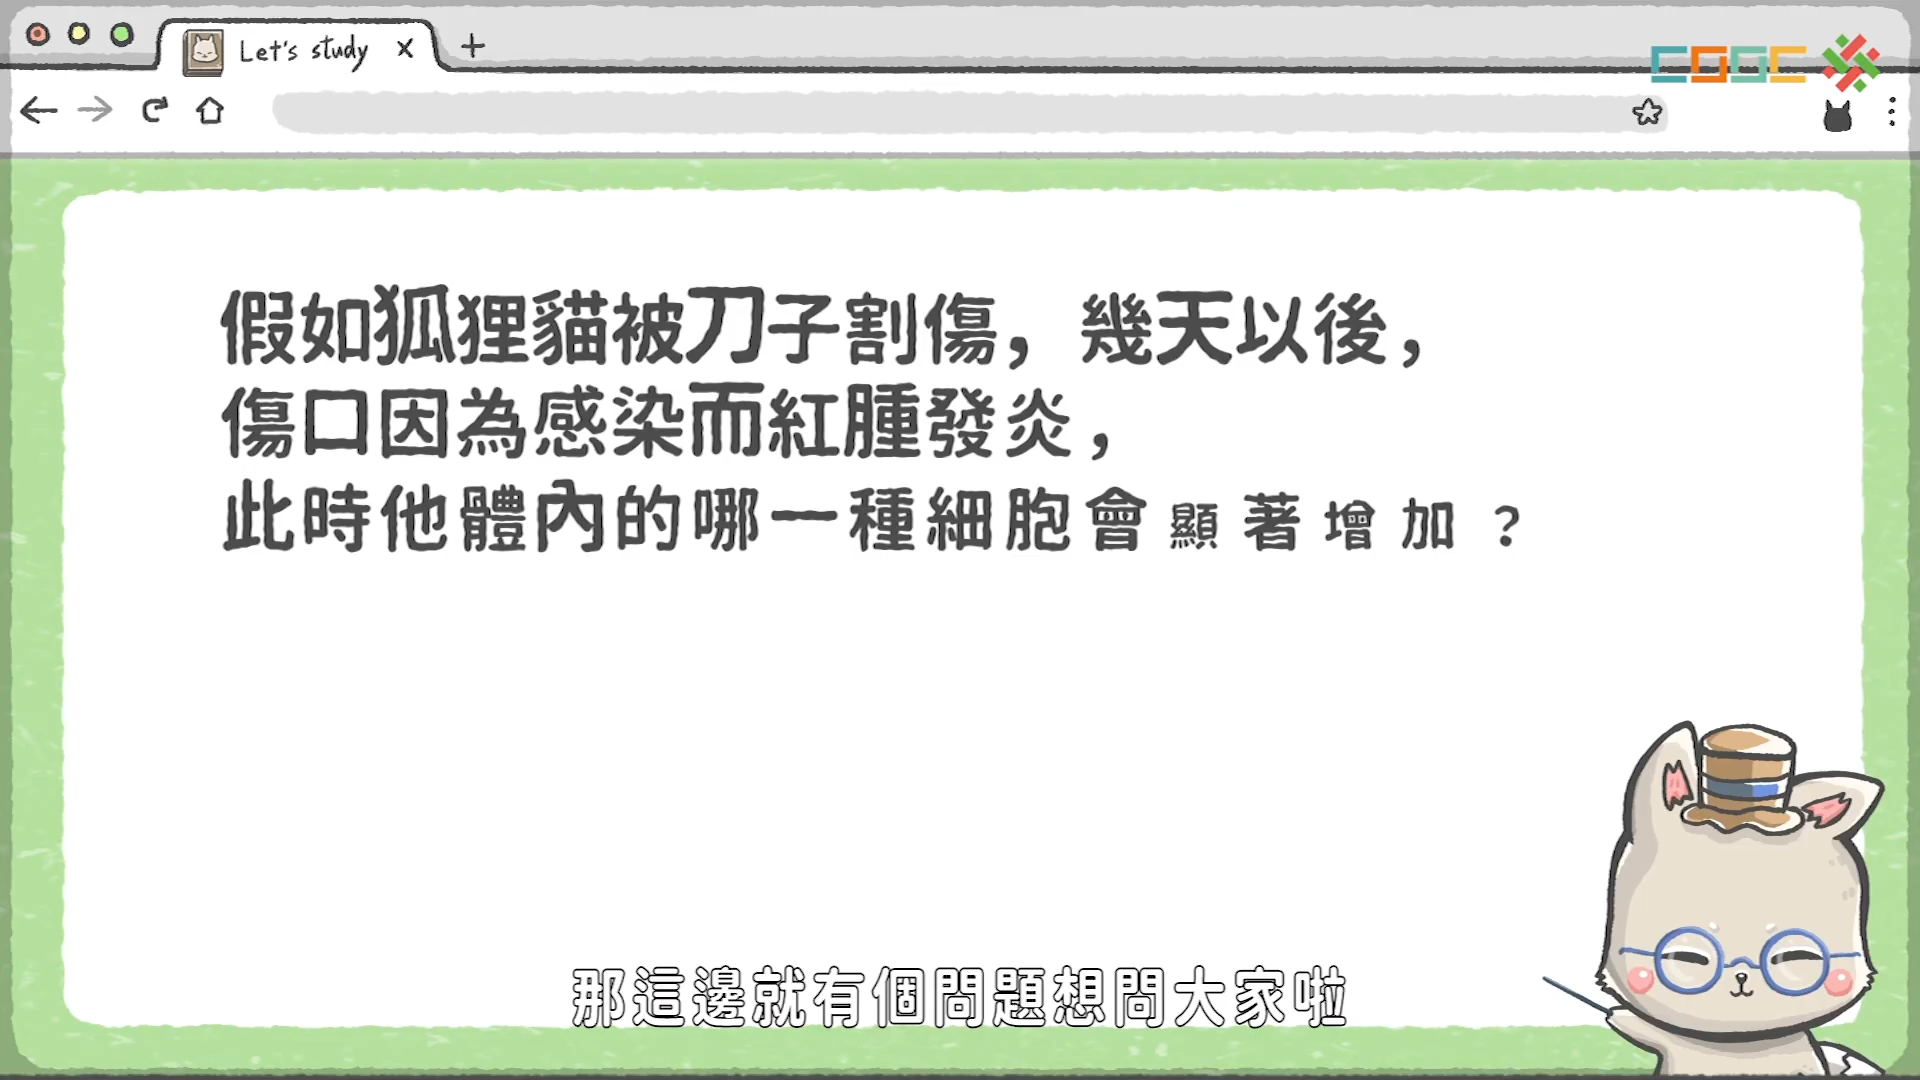 Let's study
CGGC
假如狐狸貓被刀子割傷，幾天以後，
傷口因為感染而紅腫發炎，
此時他體內的哪一種細胞會顯著增加？
那這邊就有個問題想問大家啦